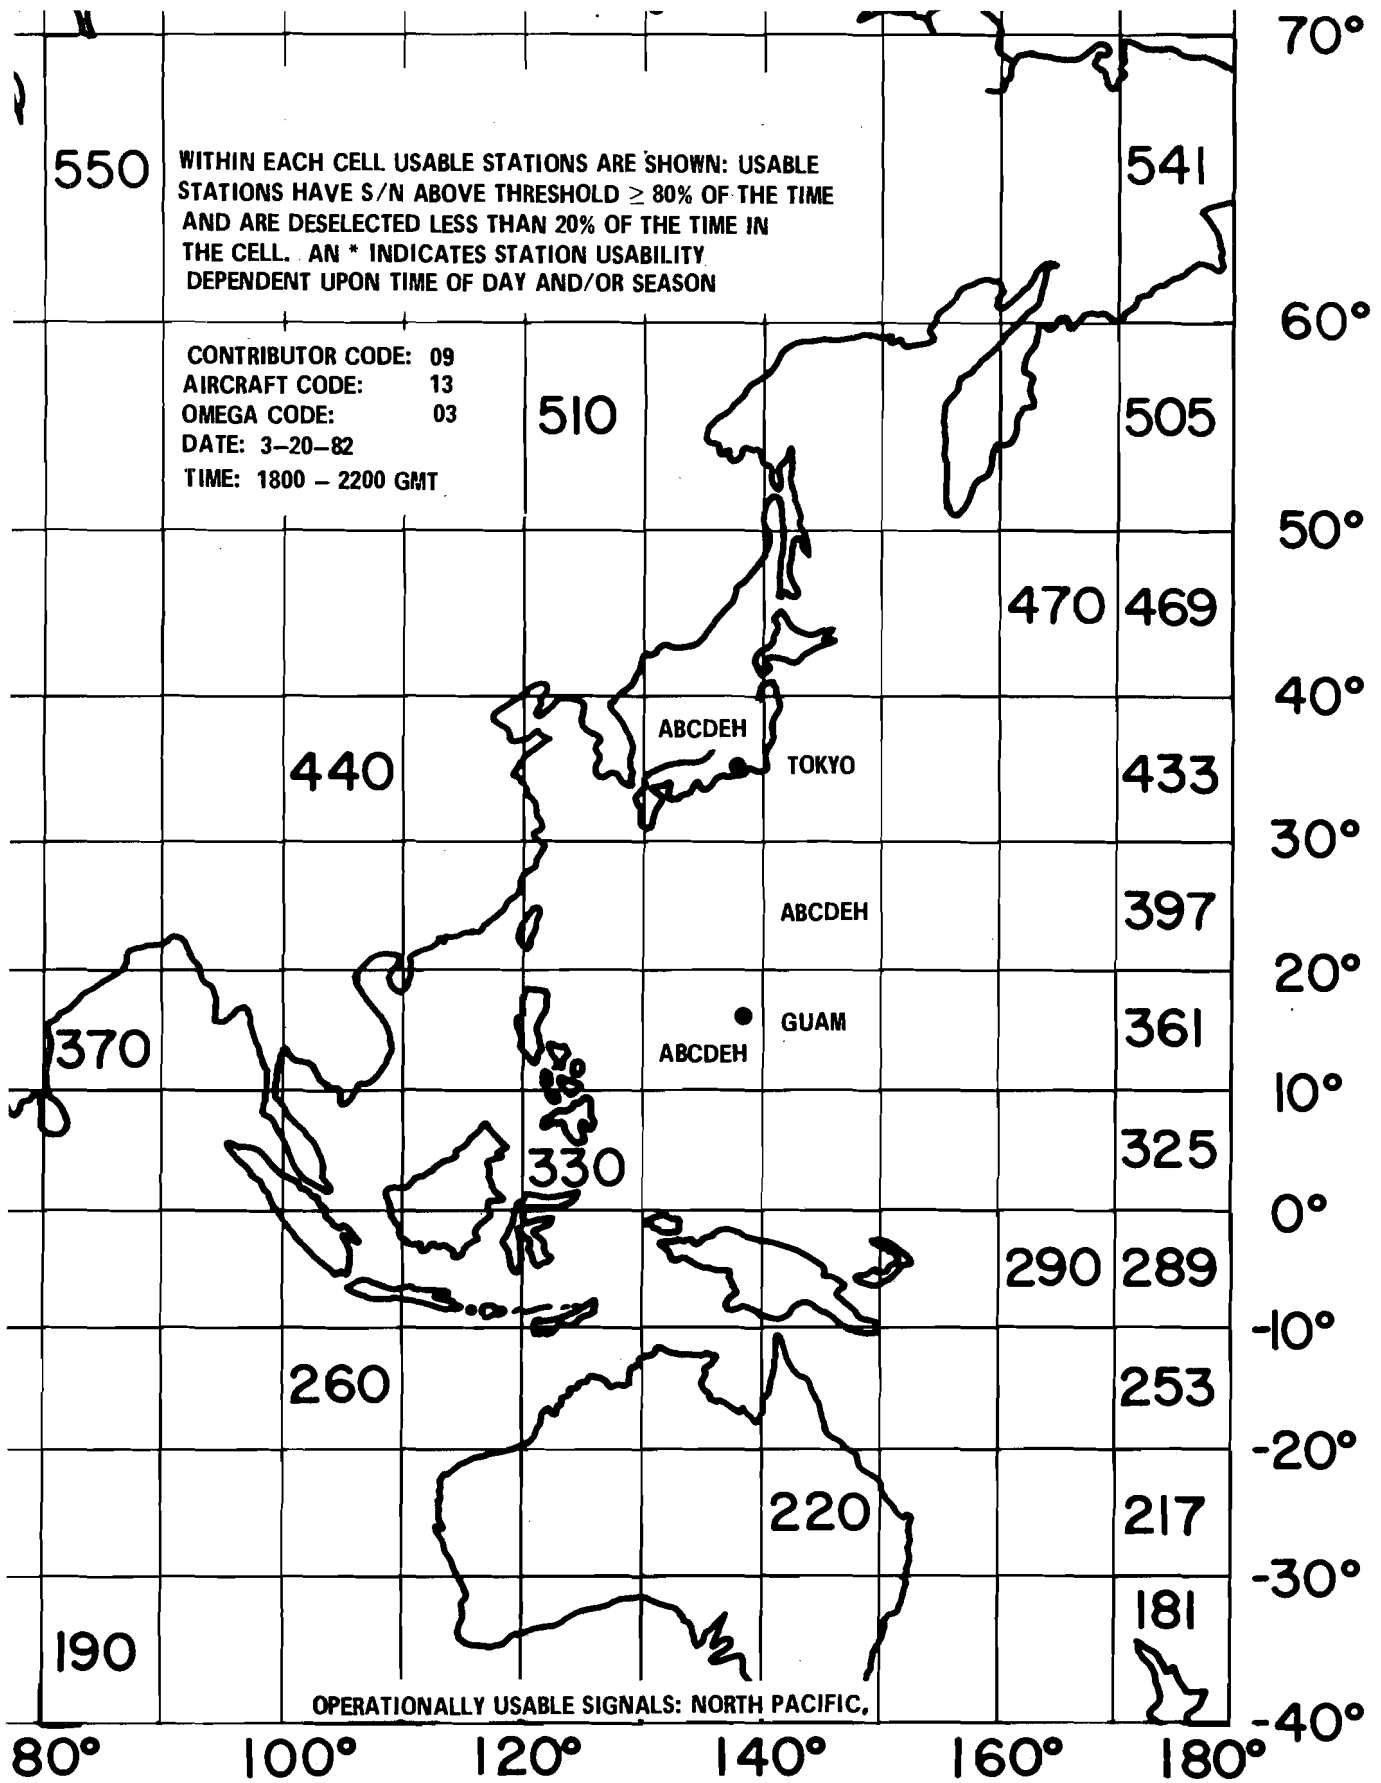 70°
550
WITHIN EACH CELL USABLE STATIONS ARE SHOWN: USABLE
STATIONS HAVE S/N ABOVE THRESHOLD ≥ 80% OF THE TIME
AND ARE DESELECTED LESS THAN 20% OF THE TIME IN
THE CELL. AN * INDICATES STATION USABILITY
DEPENDENT UPON TIME OF DAY AND/OR SEASON
541
60°
CONTRIBUTOR CODE: 09
AIRCRAFT CODE: 13
OMEGA CODE: 03
DATE: 3-20-82
TIME: 1800 - 2200 GMT
510
505
50°
470 469
40°
ABCDEH
440
TOKYO
433
30°
ABCDEH
397
20°
370
GUAM
ABCDEH
361
10°
330
325
0°
290 289
-10°
260
253
-20°
220
217
-30°
190
181
OPERATIONALLY USABLE SIGNALS: NORTH PACIFIC,
-40°
80° 100° 120° 140° 160° 180°